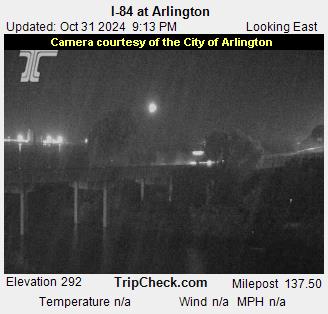 I-84 at Arlington
Updated: Oct 31 2024 9:13 PM Looking East
Camera courtesy of the City of Arlington
Elevation 292 TripCheck.com Milepost 137.50
Temperature n/a Wind n/a MPH n/a